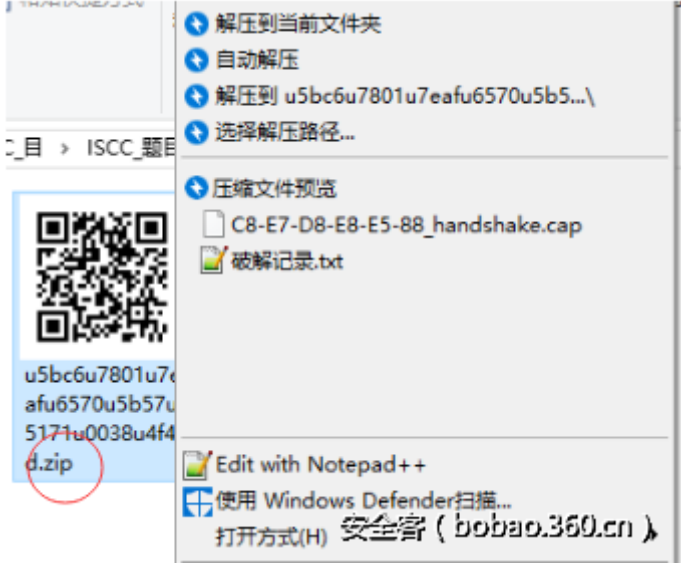 解压到当前文件夹
自动解压
解压到 u5bc6u7801u7eafu6570u5b5...\
选择解压路径...
C_目 › ISCC_题目
压缩文件预览
C8-E7-D8-E8-E5-88_handshake.cap
破解记录.txt
u5bc6u7801u7e
afu6570u5b57u
5171u0038u4f4
d.zip
Edit with Notepad++
使用 Windows Defender扫描...
打开方式(H)
安全客（bobao.360.cn）